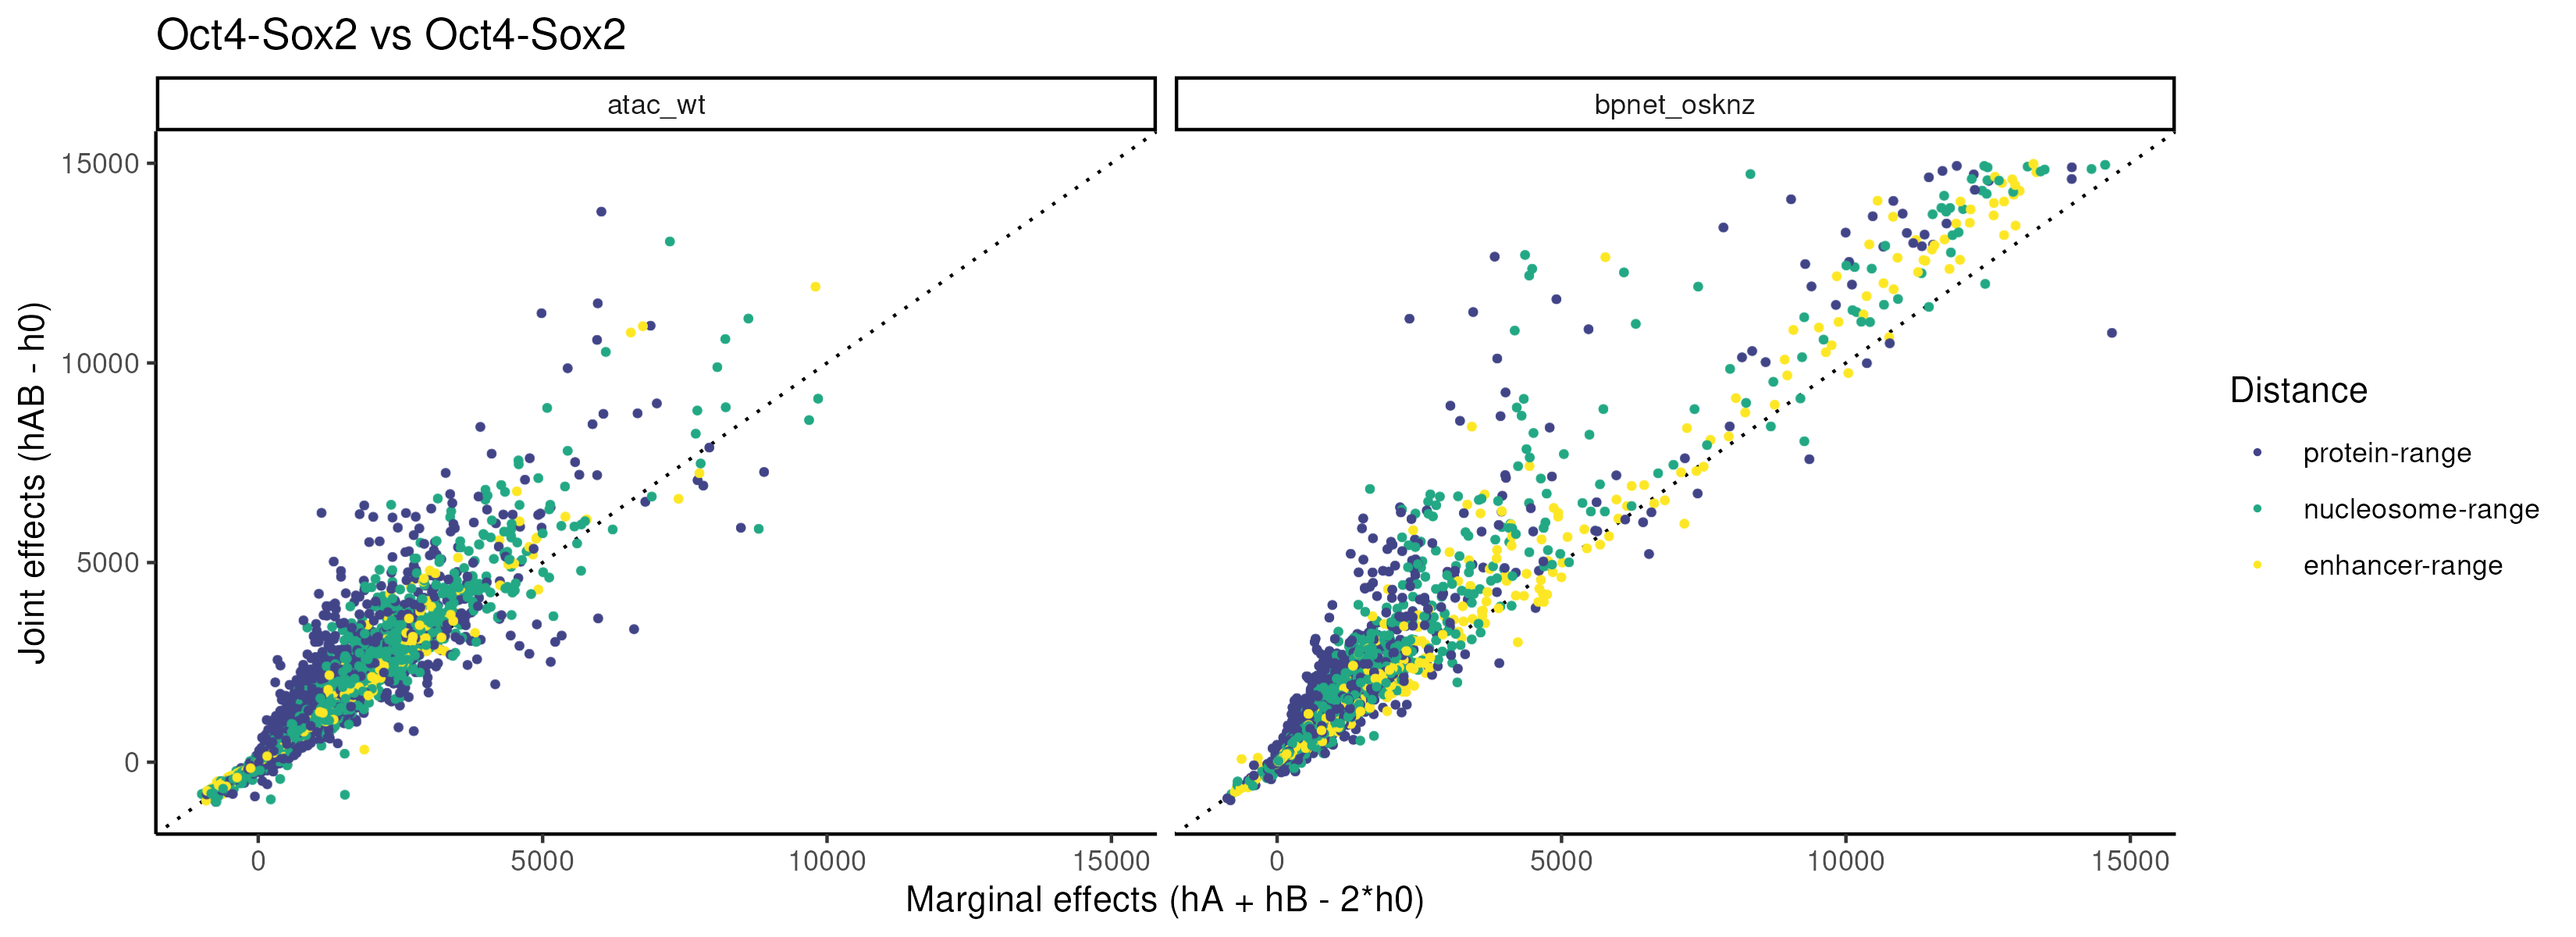 Oct4-Sox2 vs Oct4-Sox2
atac_wt
bpnet_osknz
Joint effects (hAB - h0)
15000
10000
5000
0
0
5000
10000
15000
0
5000
10000
15000
Marginal effects (hA + hB - 2*h0)
Distance
protein-range
nucleosome-range
enhancer-range